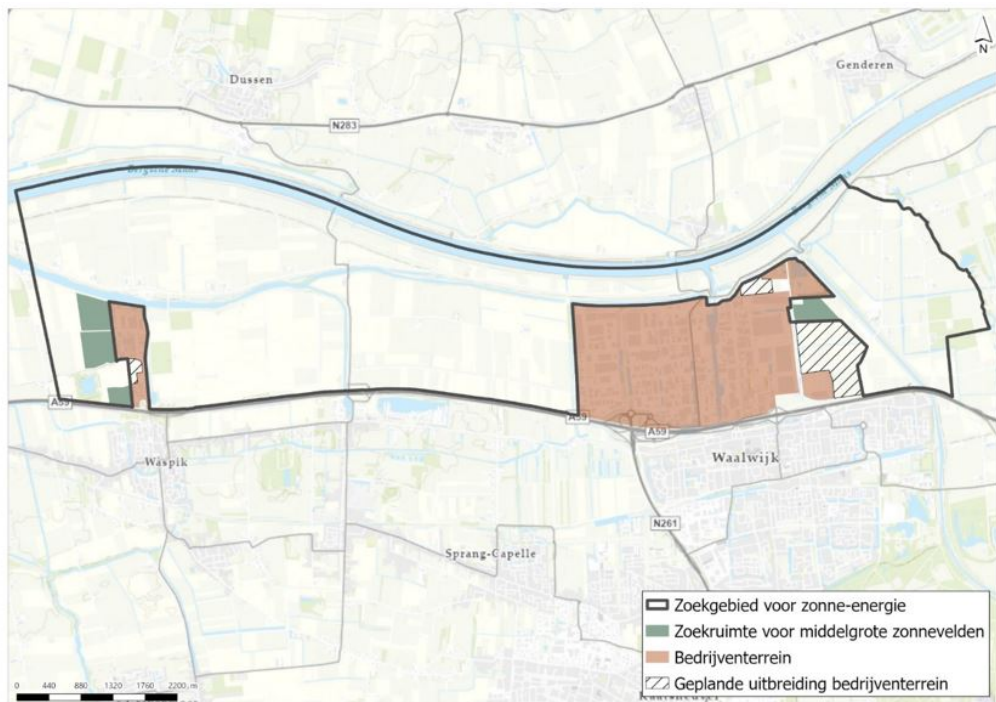 N
Dussen
Genderen
N283
A59
A59
A59
Waspik
Waalwijk
N261
Sprang-Capelle
Zoekgebied voor zonne-energie
Zoekruimte voor middelgrote zonnevelden
Bedrijventerrein
Geplande uitbreiding bedrijventerrein
0 440 880 1320 1760 2200 m